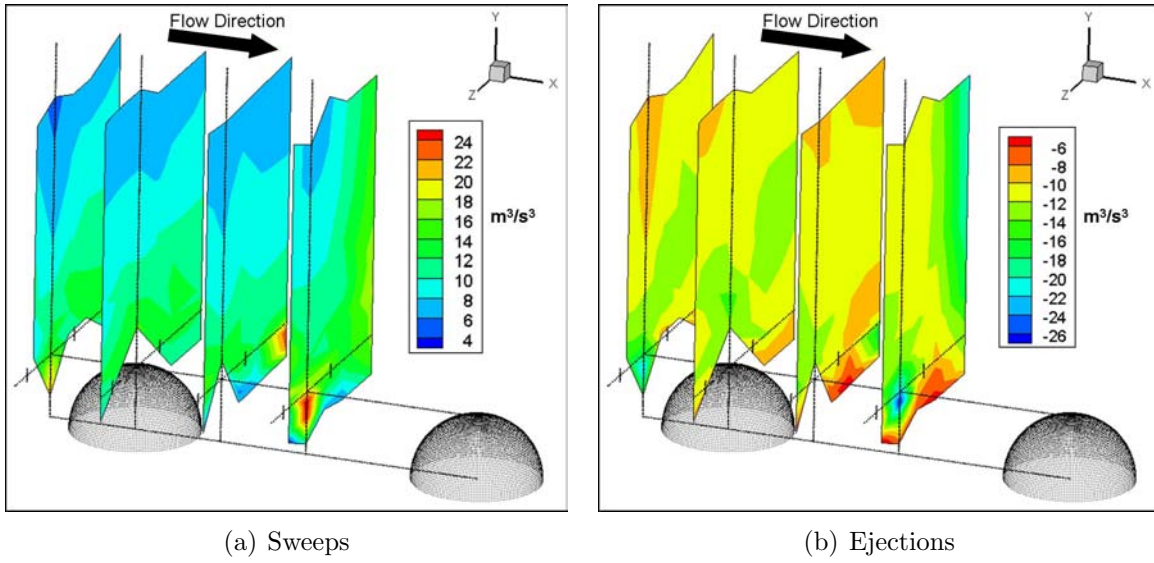 Flow Direction
Y
X
Z
24
22
20
18
16
14
12
10
8
6
4
m³/s³
(a) Sweeps
Flow Direction
Y
X
Z
-6
-8
-10
-12
-14
-16
-18
-20
-22
-24
-26
m³/s³
(b) Ejections